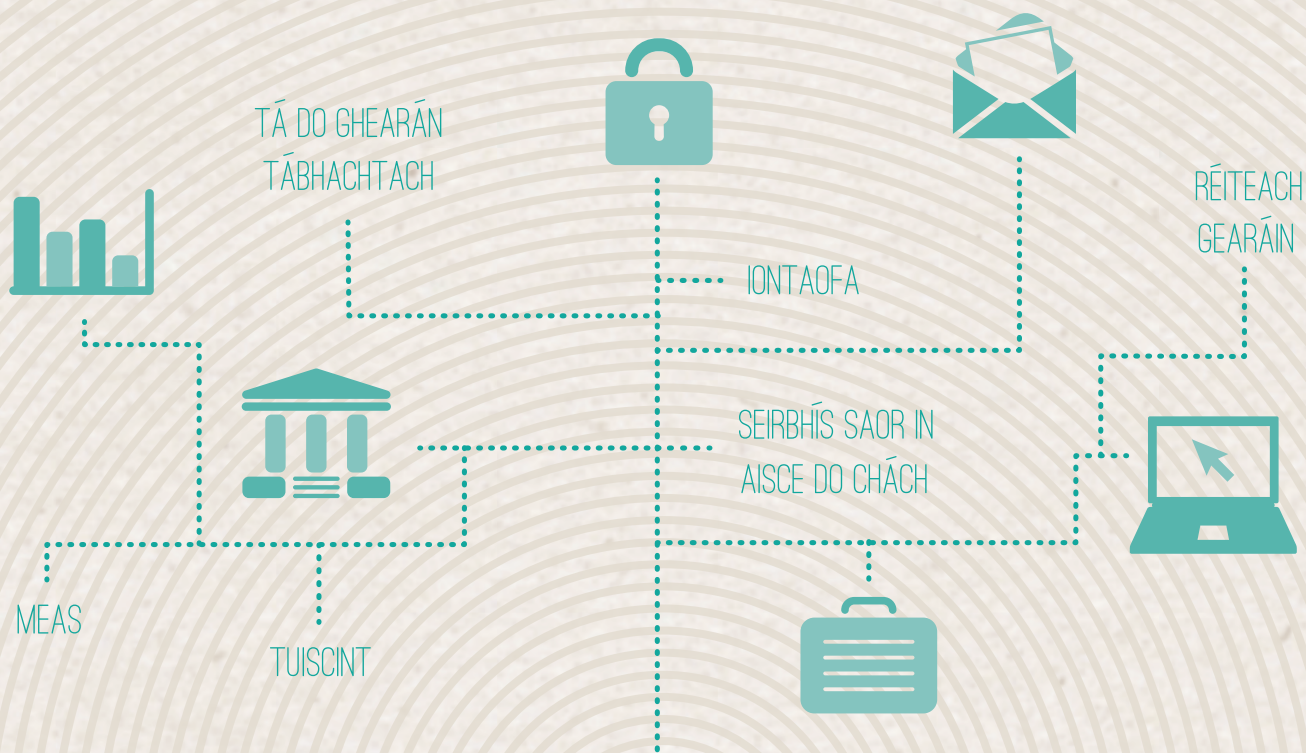 TÁ DO GHEARÁN
TÁBHACHTACH
RÉITEACH
GEARÁIN
IONTAOFA
SEIRBHÍS SAOR IN
AISCE DO CHÁCH
MEAS
TUISCINT